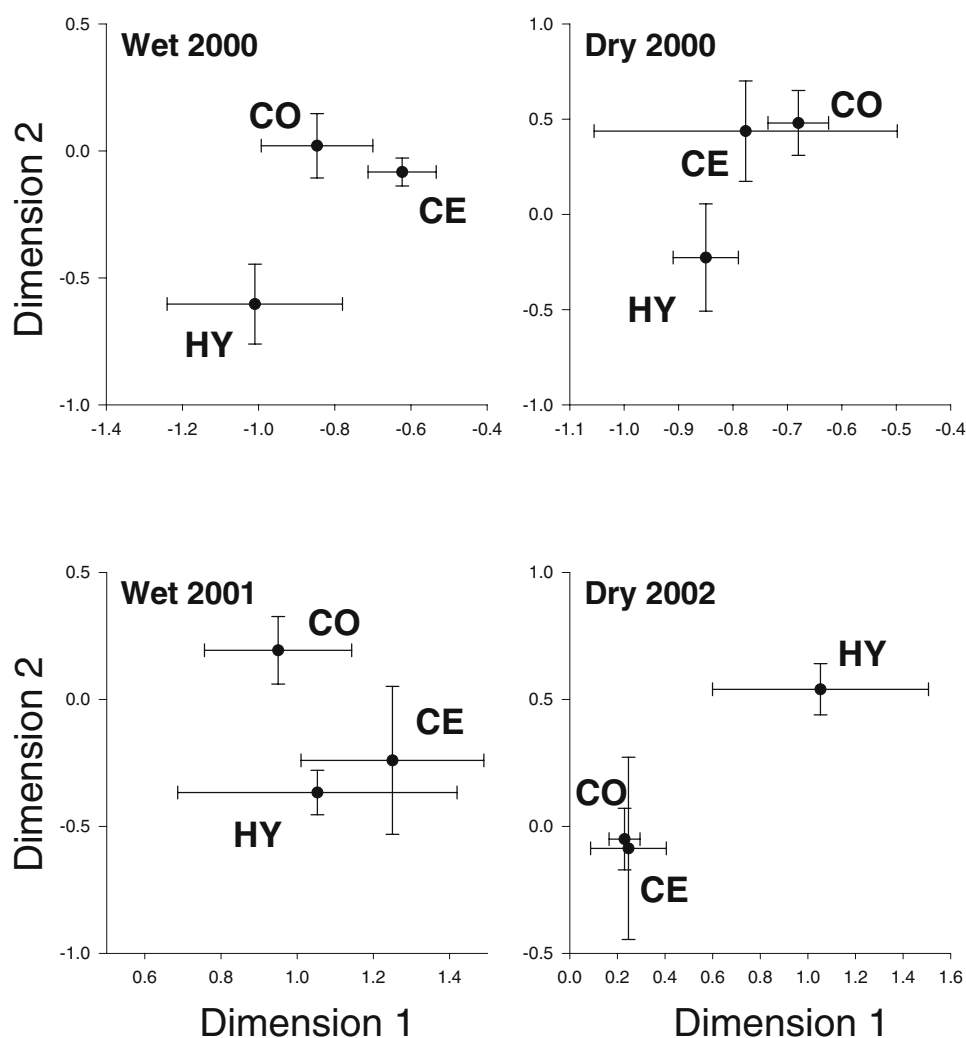 Wet 2000
0.5
0.0
-0.5
-1.0
Dimension 2
CO
CE
HY
-1.4 -1.2 -1.0 -0.8 -0.6 -0.4
Dry 2000
1.0
0.5
0.0
-0.5
-1.0
CO
CE
HY
-1.1 -1.0 -0.9 -0.8 -0.7 -0.6 -0.5 -0.4
Wet 2001
0.5
0.0
-0.5
-1.0
Dimension 2
CO
CE
HY
0.6 0.8 1.0 1.2 1.4
Dimension 1
Dry 2002
1.0
0.5
0.0
-0.5
HY
CO
CE
0.0 0.2 0.4 0.6 0.8 1.0 1.2 1.4 1.6
Dimension 1